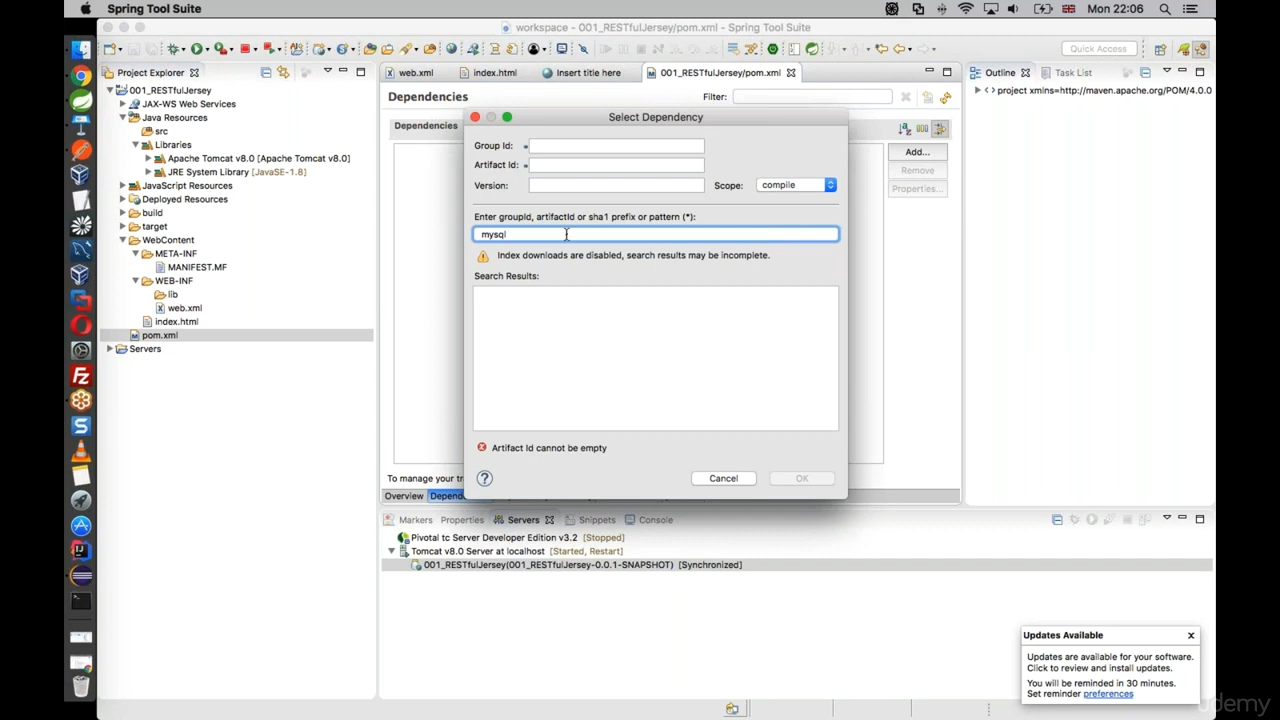 Spring Tool Suite
Mon 22:06
workspace - 001_RESTfulJersey/pom.xml - Spring Tool Suite
Quick Access
Project Explorer
001_RESTfulJersey
JAX-WS Web Services
Java Resources
src
Libraries
Apache Tomcat v8.0 [Apache Tomcat v8.0]
JRE System Library [JavaSE-1.8]
JavaScript Resources
Deployed Resources
build
target
WebContent
META-INF
MANIFEST.MF
WEB-INF
lib
web.xml
index.html
pom.xml
Servers
web.xml
index.html
Insert title here
001_RESTfulJersey/pom.xml
Dependencies
Filter:
Dependencies
Add...
Remove
Properties...
To manage your tr
Overview
Depend
Select Dependency
Group Id:
Artifact Id:
Version:
Scope:
compile
Enter groupId, artifactId or sha1 prefix or pattern (*):
mysql
Index downloads are disabled, search results may be incomplete.
Search Results:
Artifact Id cannot be empty
?
Cancel
OK
Outline
Task List
project xmlns=http://maven.apache.org/POM/4.0.0
Markers
Properties
Servers
Snippets
Console
Pivotal tc Server Developer Edition v3.2 [Stopped]
Tomcat v8.0 Server at localhost [Started, Restart]
001_RESTfulJersey(001_RESTfulJersey-0.0.1-SNAPSHOT) [Synchronized]
Updates Available
Updates are available for your software.
Click to review and install updates.
You will be reminded in 30 minutes.
Set reminder preferences
udemy